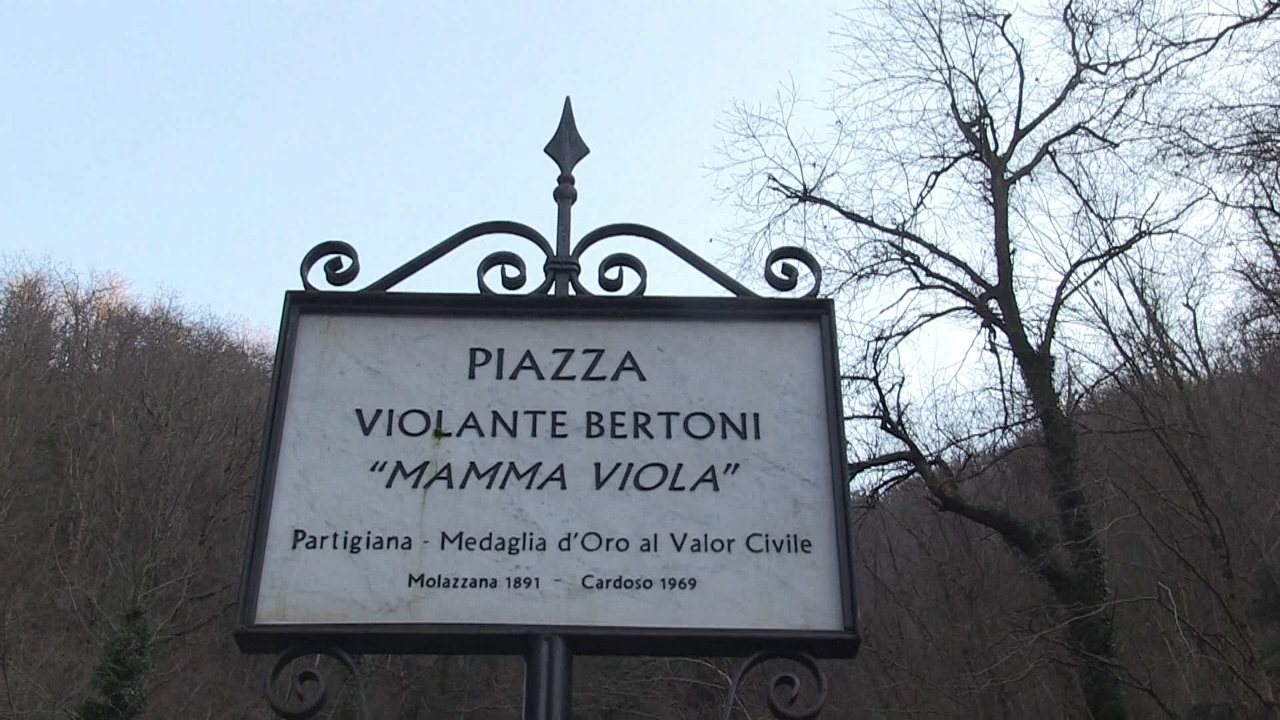 PIAZZA
VIOLANTE BERTONI
“MAMMA VIOLA”
Partigiana - Medaglia d'Oro al Valor Civile
Molazzana 1891 - Cardoso 1969